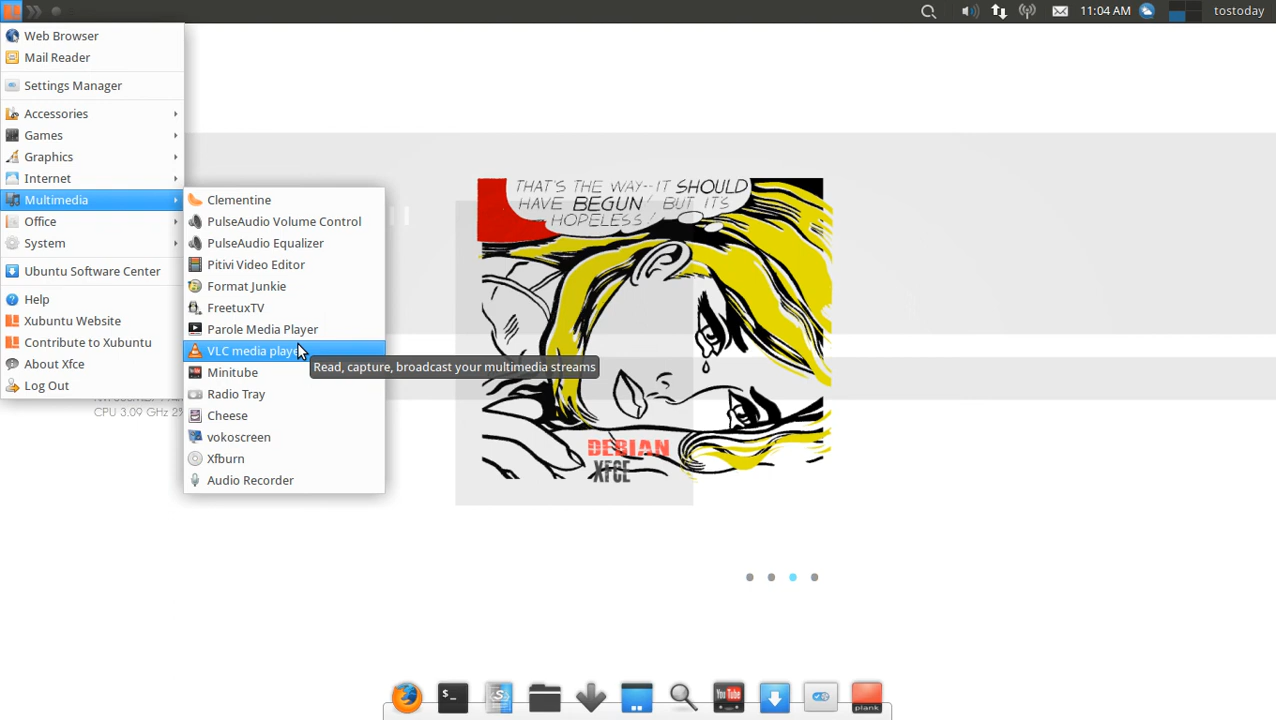 11:04 AM
tostoday
Web Browser
Mail Reader
Settings Manager
Accessories
Games
Graphics
Internet
Multimedia
Office
System
Ubuntu Software Center
Help
Xubuntu Website
Contribute to Xubuntu
About Xfce
Log Out
CPU 3.09 GHz
Clementine
PulseAudio Volume Control
PulseAudio Equalizer
Pitivi Video Editor
Format Junkie
FreetuxTV
Parole Media Player
VLC media playe
Minitube
Radio Tray
Cheese
vokoscreen
Xfburn
Audio Recorder
Read, capture, broadcast your multimedia streams
THAT'S THE WAY--IT SHOULD
HAVE BEGUN! BUT IT'S
HOPELESS!
DEBIAN
XFCE
You Tube
plank